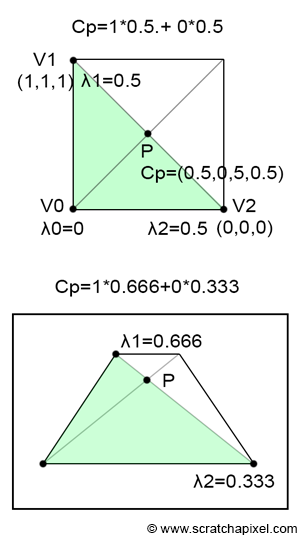 Cp=1*0.5.+ 0*0.5
V1
(1,1,1) λ1=0.5
P
Cp=(0.5,0,5,0.5)
V0 V2
λ0=0 λ2=0.5 (0,0,0)
Cp=1*0.666+0*0.333
λ1=0.666
P
λ2=0.333
© www.scratchapixel.com